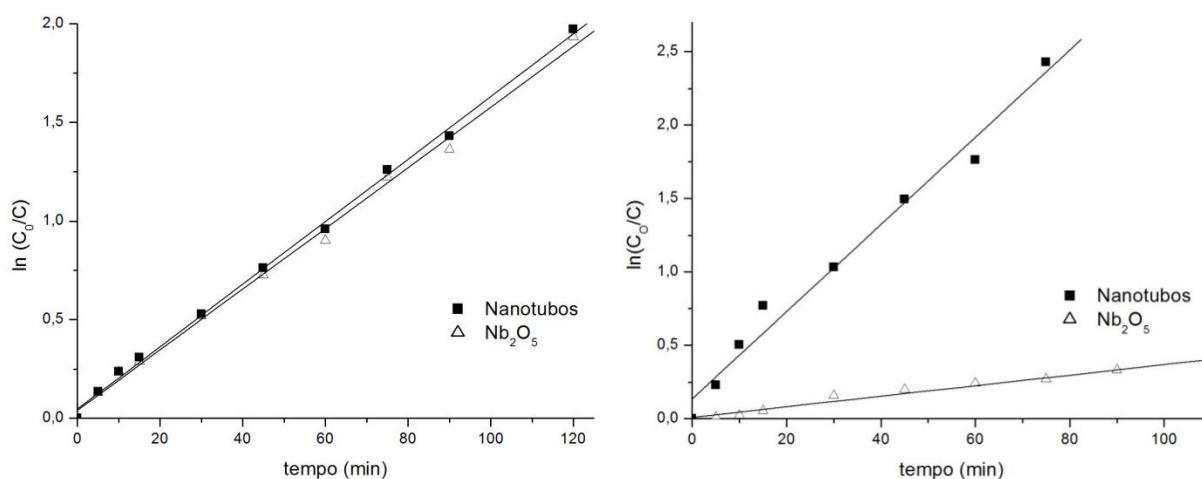 2,0
1,5
1,0
0,5
0,0
ln (C₀/C)
0 20 40 60 80 100 120
tempo (min)
Nanotubos
Nb₂O₅
2,5
2,0
1,5
1,0
0,5
0,0
ln(C₀/C)
0 20 40 60 80 100
tempo (min)
Nanotubos
Nb₂O₅